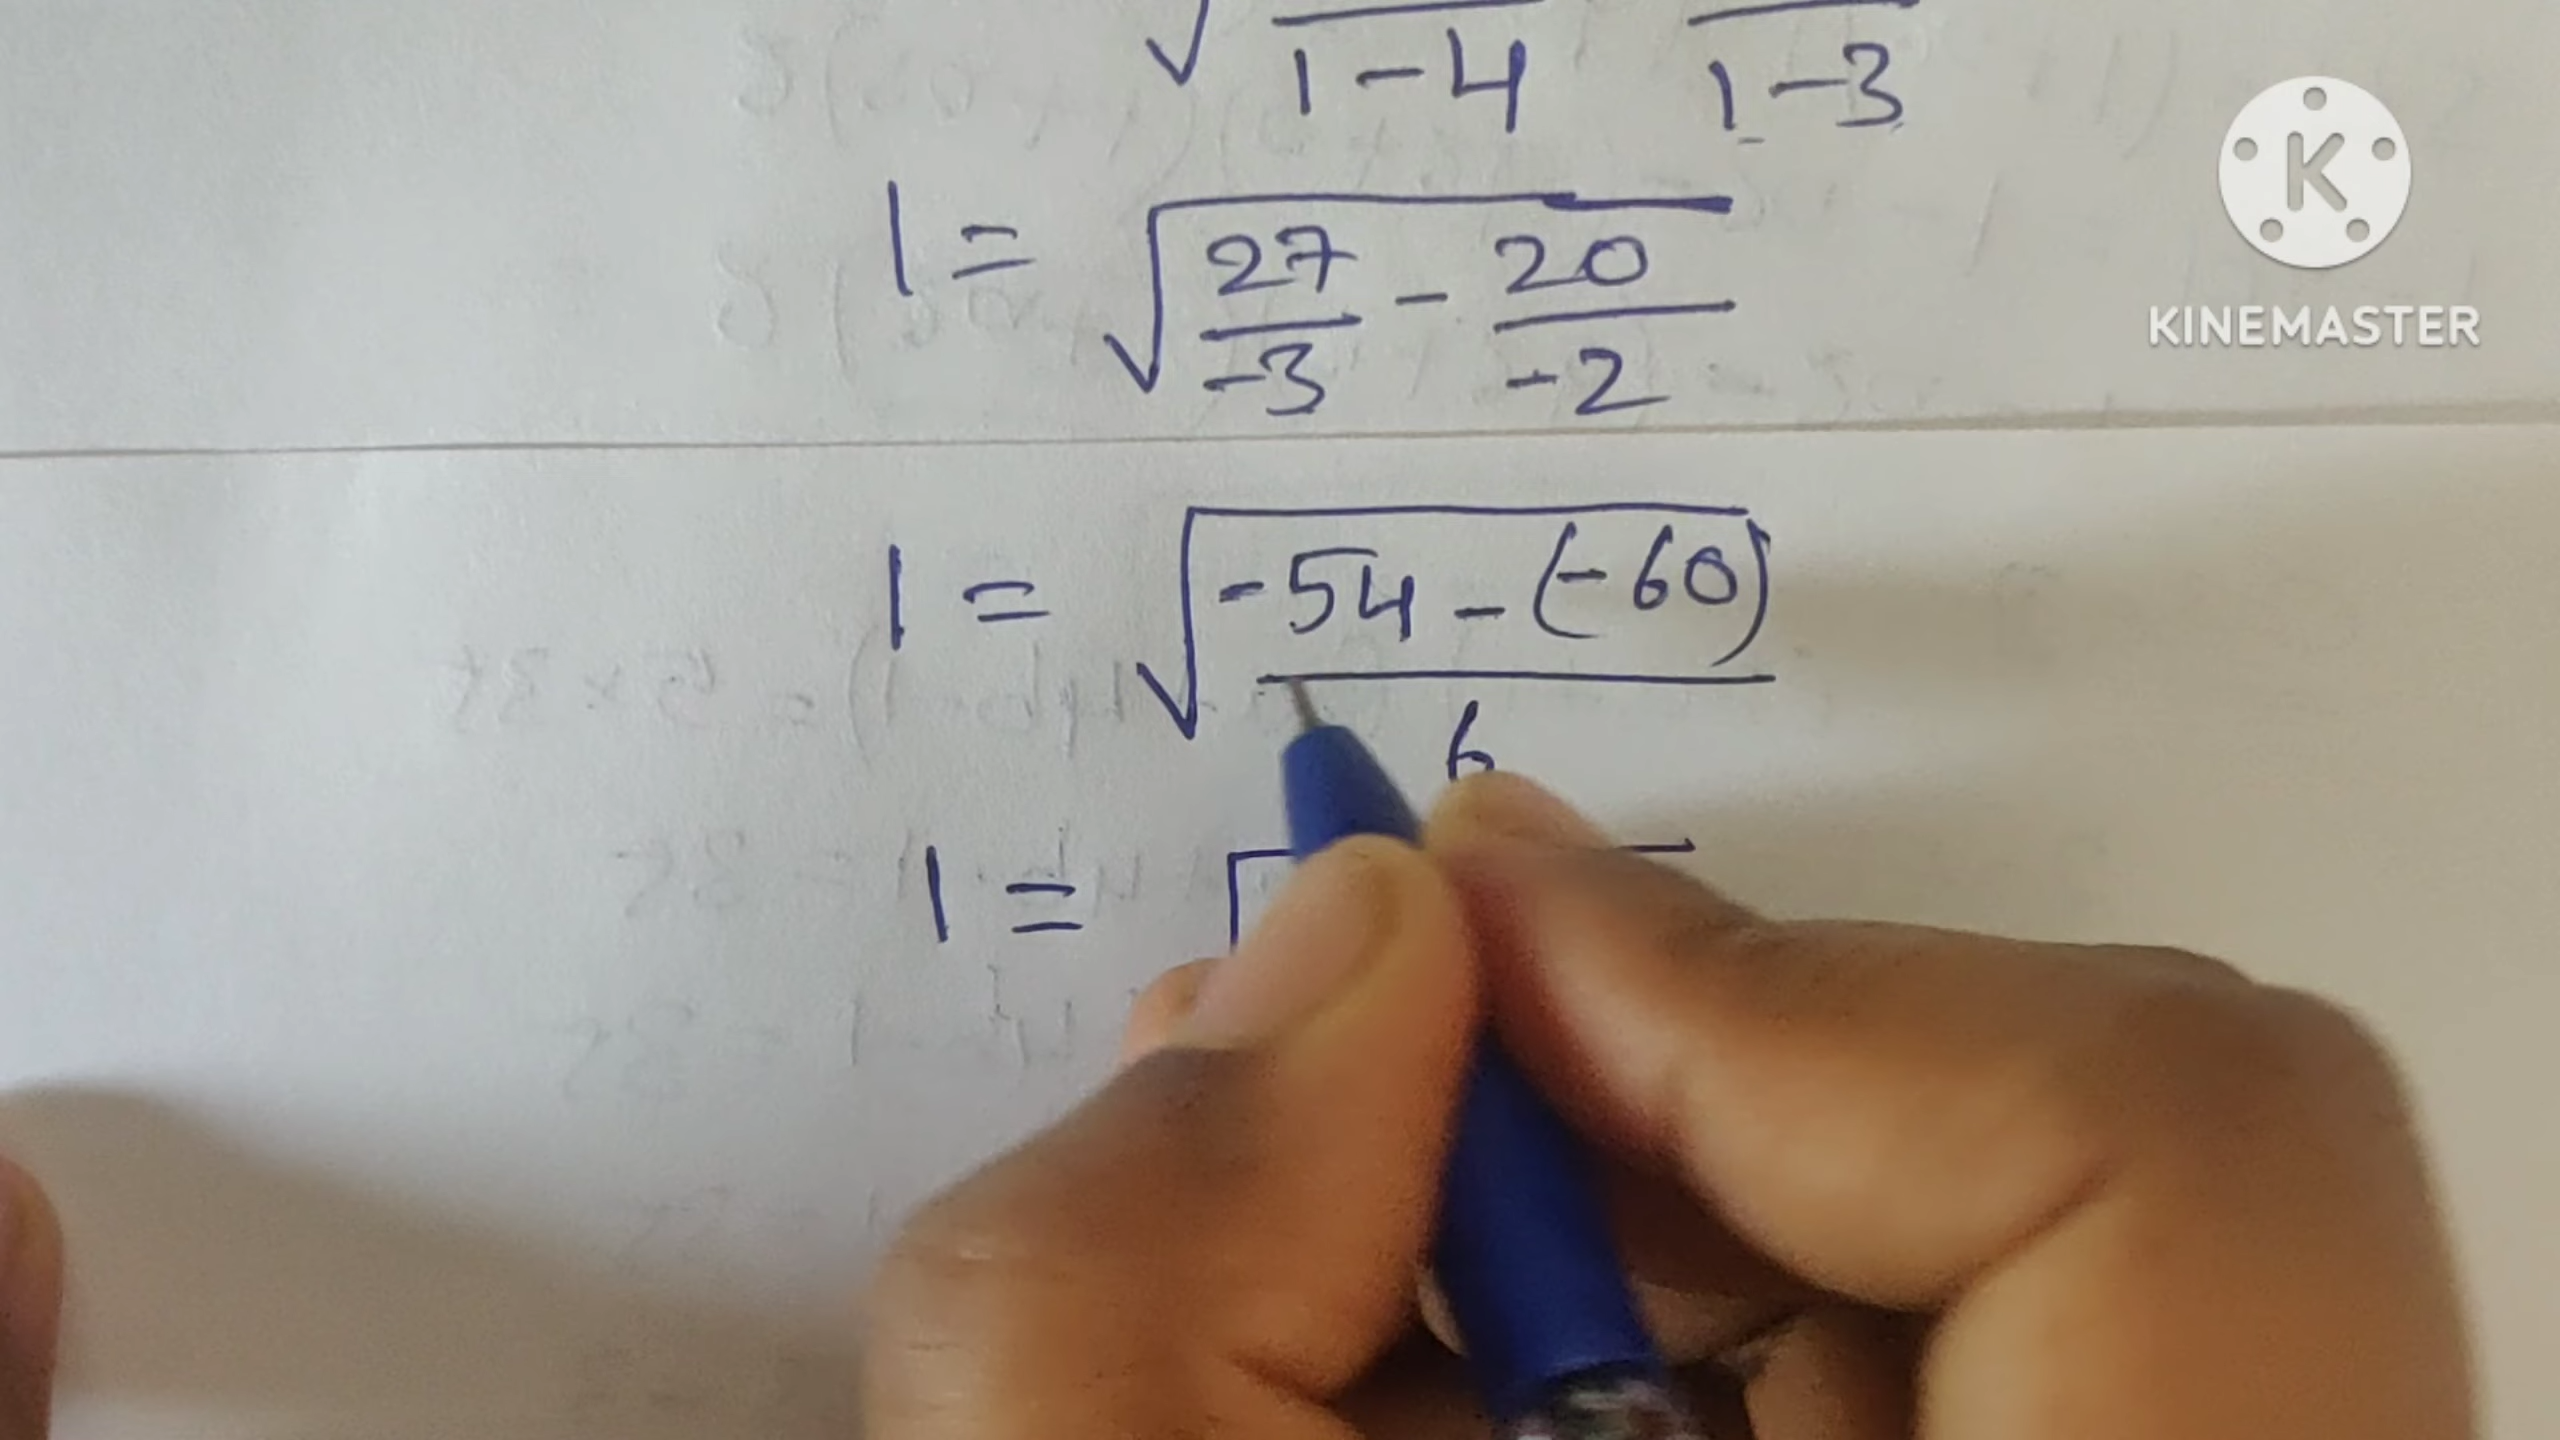 √ 1-4 1-3
1 = √ 27/-3 - 20/-2
1 = √ -54 - (-60) / 6
1 =
K
KINEMASTER